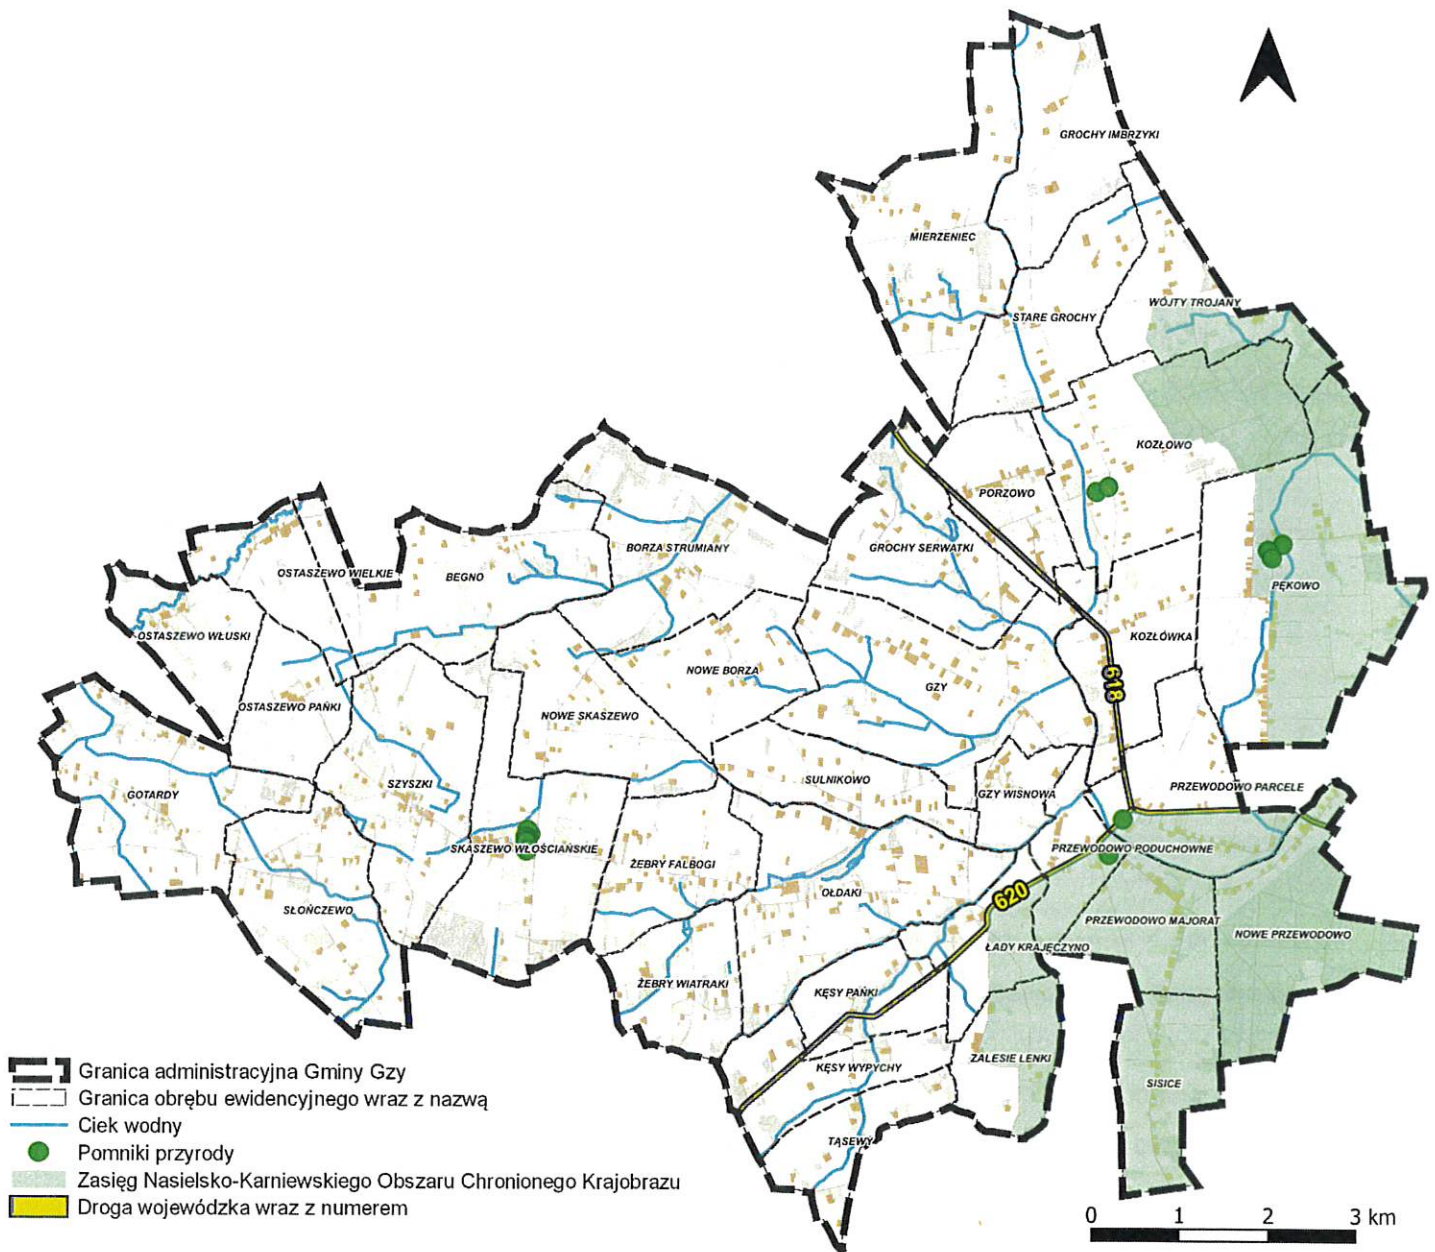 GROCHY IMBRZYKI
MIERZENIEC
WÓJTY TROJANY
STARE GROCHY
KOZŁOWO
PORZOWO
BORZA STRUMIANY
GROCHY SERWATKI
OSTASZEWO WIELKIE
BEGNO
PĘKOWO
OSTASZEWO WŁUSKI
KOZŁÓWKA
NOWE BORZA
GZY
618
OSTASZEWO PAŃKI
NOWE SKASZEWO
SZYSZKI
SULNIKOWO
GOTARDY
GZY WISNOWA
PRZEWODOWO PARCELE
SKASZEWO WŁOŚCIAŃSKIE
PRZEWODOWO PODUCHOWNE
ŻEBRY FALBOGI
OŁDAKI
620
SŁOŃCZEWO
PRZEWODOWO MAJORAT
NOWE PRZEWODOWO
ŁADY KRAJĘCZYNO
ŻEBRY WIATRAKI
KĘSY PAŃKI
ZALESIE LENKI
KĘSY WYPYCHY
SISICE
TĄSEWY
Granica administracyjna Gminy Gzy
Granica obrębu ewidencyjnego wraz z nazwą
Ciek wodny
Pomniki przyrody
Zasięg Nasielsko-Karniewskiego Obszaru Chronionego Krajobrazu
Droga wojewódzka wraz z numerem
0 1 2 3 km